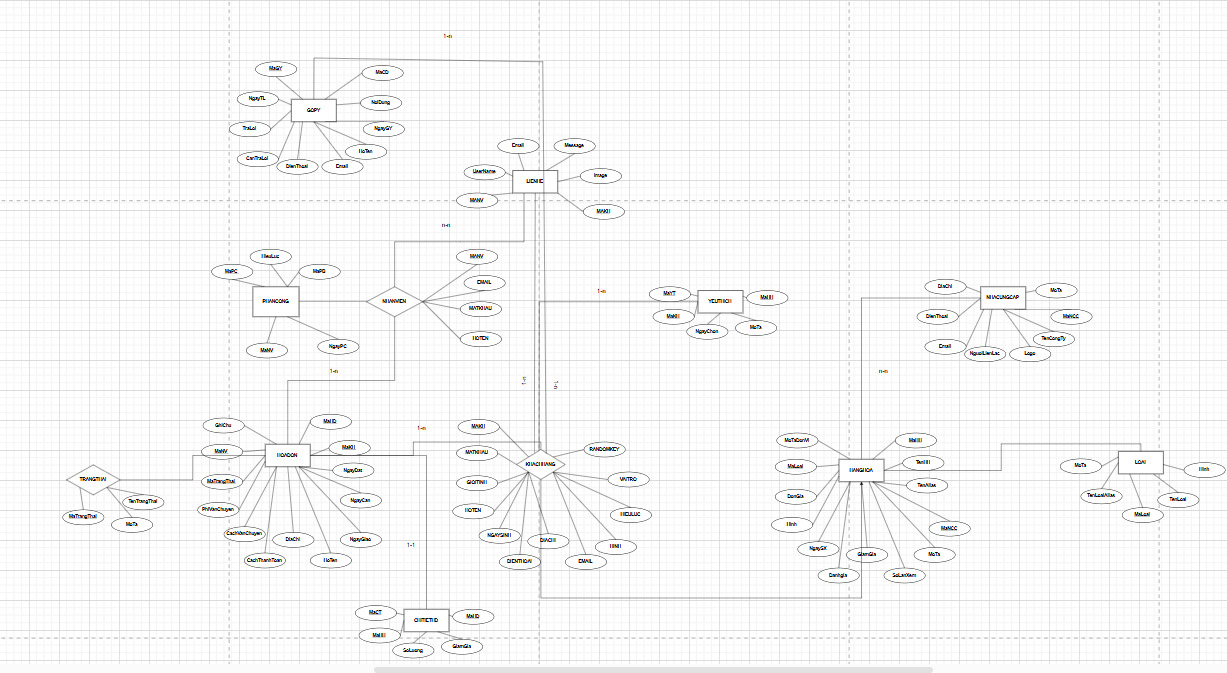 1-n
MaGY
MaCD
NgayTL
NoiDung
GOPY
TraLoi
NgayGY
HoTen
CanTraLoi
DienThoai
Email
Email
Message
UserName
LIENHE
Image
MANV
MAKH
n-n
HieuLuc
MaPC
MaPB
PHANCONG
MaNV
NgayPC
NHANVIEN
MANV
EMAIL
MATKHAU
HOTEN
1-n
1-n
MaYT
YEUTHICH
MaHH
MaKH
NgayChon
MoTa
DiaChi
NHACUNGCAP
MoTa
DienThoai
MaNCC
TenCongTy
Email
NguoiLienLac
Logo
n-n
1-n
GhiChu
MaHD
MaNV
HOADON
MaKH
MaTrangThai
NgayDat
PhiVanChuyen
NgayCan
CachVanChuyen
DiaChi
NgayGiao
CachThanhToan
HoTen
TRANGTHAI
MaTrangThai
TenTrangThai
MoTa
1-n
1-1
MaCT
CHITIETHD
MaHD
MaHH
SoLuong
GiamGia
MAKH
RANDOMKEY
MATKHAU
KHACHHANG
GIOITINH
VAITRO
HOTEN
HIEULUC
NGAYSINH
DIACHI
HINH
DIENTHOAI
EMAIL
MoTaDonVi
MaHH
MaLoai
HANGHOA
TenHH
DonGia
TenAlias
Hinh
MaNCC
NgaySX
GiamGia
MoTa
Danhgia
SoLanXem
MoTa
LOAI
Hinh
TenLoaiAlias
TenLoai
MaLoai